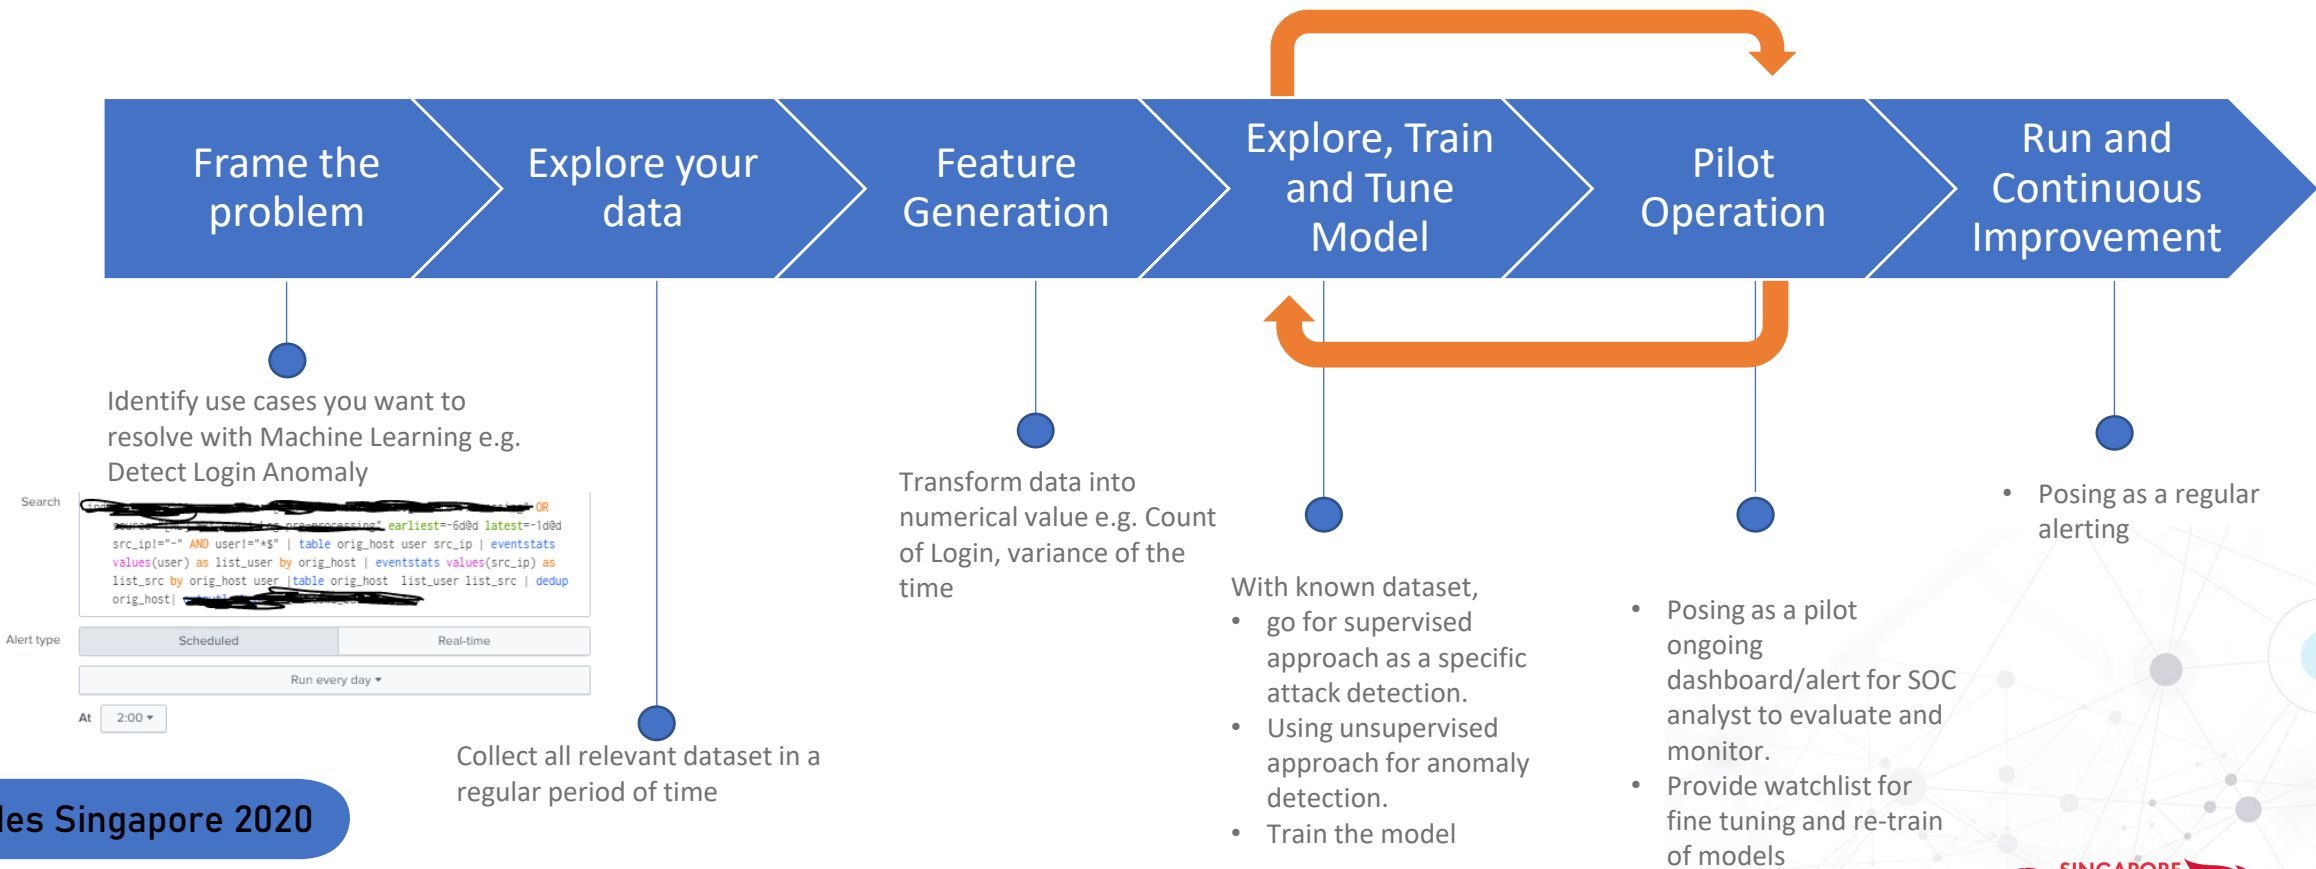 Frame the
problem
Explore your
data
Feature
Generation
Explore, Train
and Tune
Model
Pilot
Operation
Run and
Continuous
Improvement
Identify use cases you want to
resolve with Machine Learning e.g.
Detect Login Anomaly
Search
OR
pre-processing" earliest=-6d@d latest=-1d@d
src_ip!="-" AND user!="*$" | table orig_host user src_ip | eventstats
values(user) as list_user by orig_host | eventstats values(src_ip) as
list_src by orig_host user |table orig_host list_user list_src | dedup
orig_host|
Alert type
Scheduled
Real-time
Run every day
At
2:00
Collect all relevant dataset in a
regular period of time
Transform data into
numerical value e.g. Count
of Login, variance of the
time
With known dataset,
• go for supervised
approach as a specific
attack detection.
• Using unsupervised
approach for anomaly
detection.
• Train the model
• Posing as a pilot
ongoing
dashboard/alert for SOC
analyst to evaluate and
monitor.
• Provide watchlist for
fine tuning and re-train
of models
• Posing as a regular
alerting
les Singapore 2020
SINGAPORE